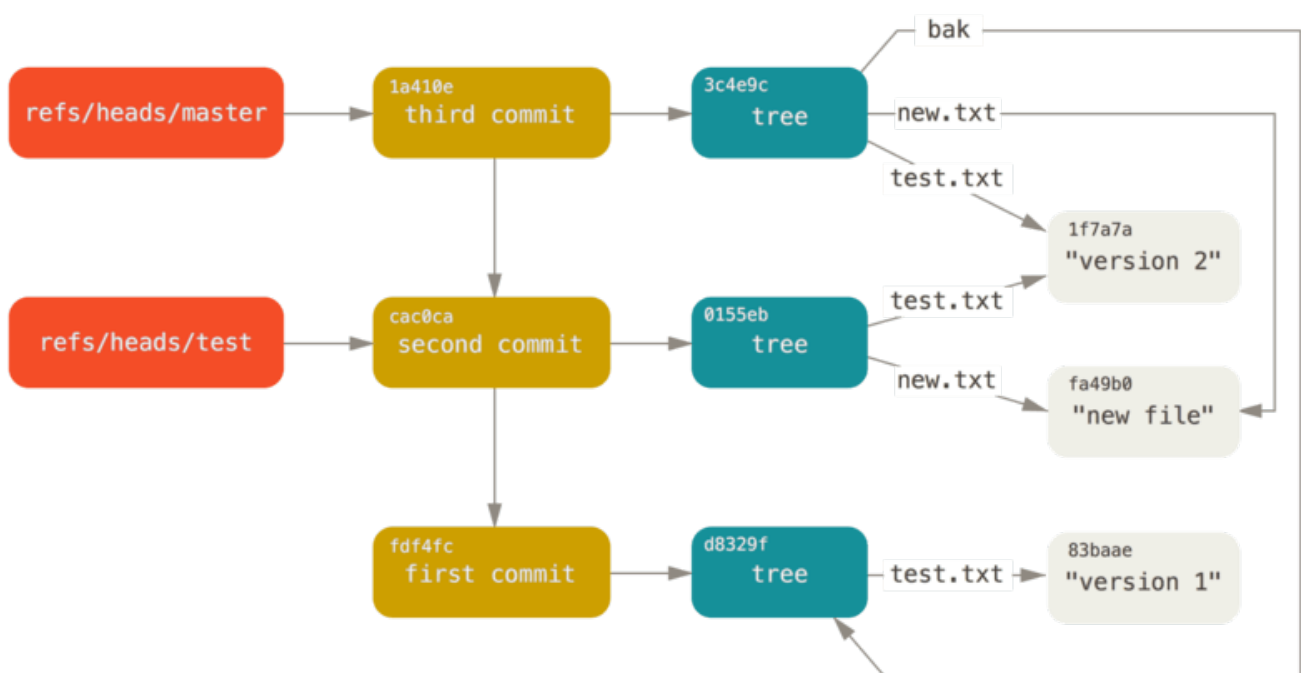 bak
refs/heads/master
1a410e
third commit
3c4e9c
tree
new.txt
test.txt
1f7a7a
"version 2"
refs/heads/test
cac0ca
second commit
0155eb
tree
test.txt
new.txt
fa49b0
"new file"
fdf4fc
first commit
d8329f
tree
test.txt
83baae
"version 1"